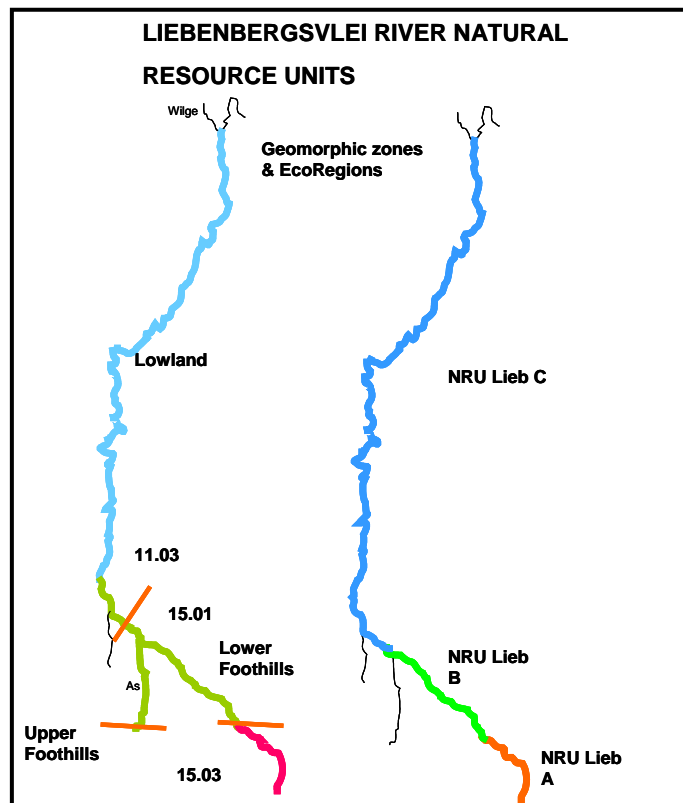 LIEBENBERGSVLEI RIVER NATURAL
RESOURCE UNITS
Wilge
Geomorphic zones
& EcoRegions
Lowland
NRU Lieb C
11.03
15.01
Lower
Foothills
NRU Lieb
B
As
Upper
Foothills
15.03
NRU Lieb
A